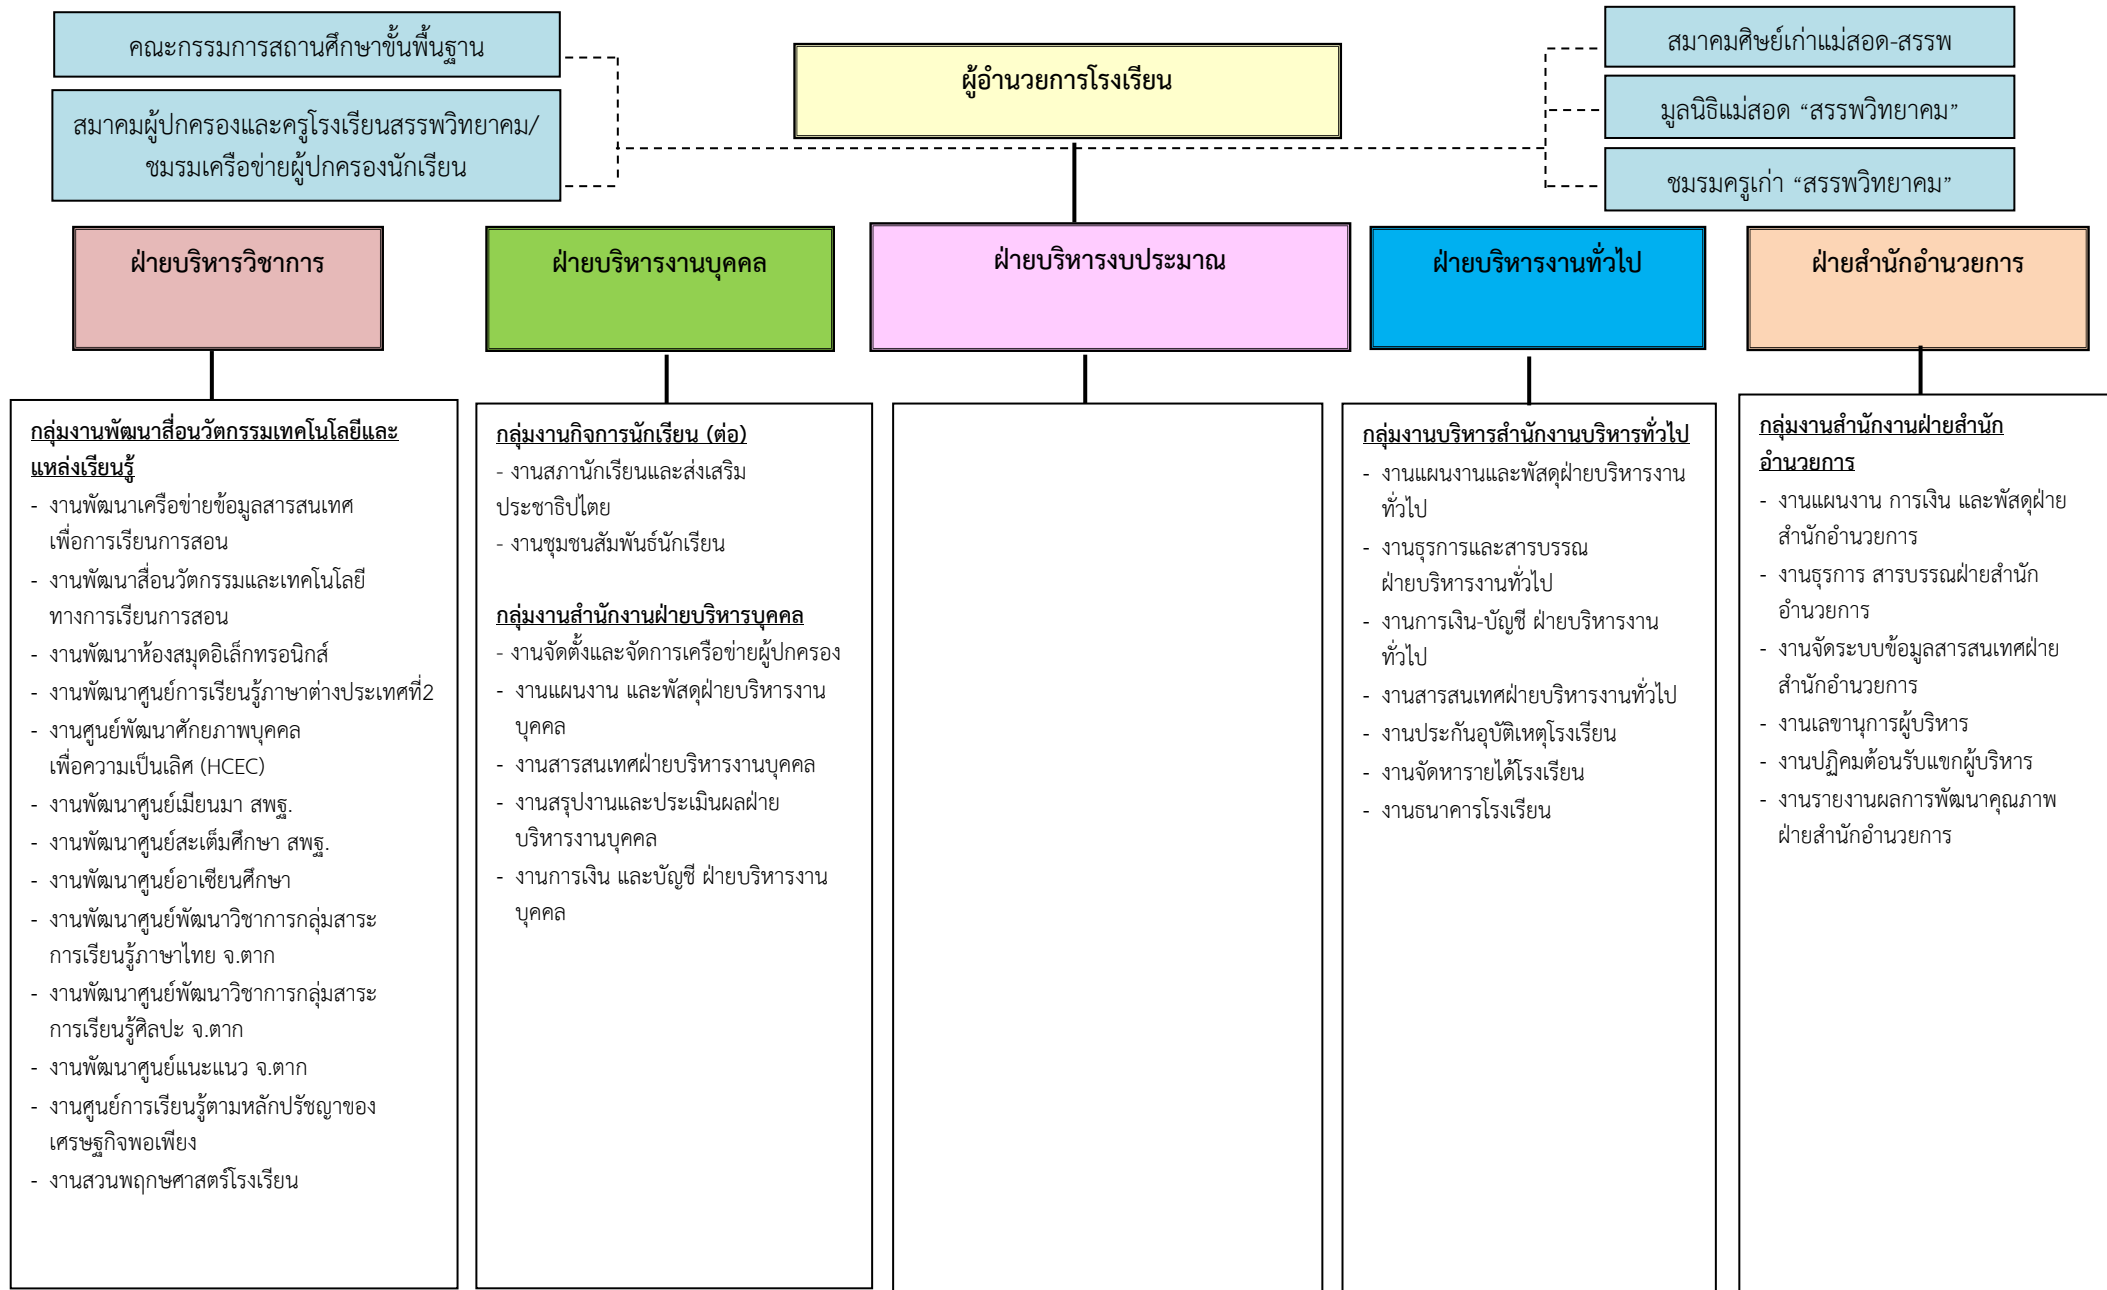 คณะกรรมการสถานศึกษาขั้นพื้นฐาน
สมาคมผู้ปกครองและครูโรงเรียนสรรพวิทยาคม/
ชมรมเครือข่ายผู้ปกครองนักเรียน
ผู้อำนวยการโรงเรียน
สมาคมศิษย์เก่าแม่สอด-สรรพ
มูลนิธิแม่สอด “สรรพวิทยาคม”
ชมรมครูเก่า “สรรพวิทยาคม”
ฝ่ายบริหารวิชาการ
ฝ่ายบริหารงานบุคคล
ฝ่ายบริหารงบประมาณ
ฝ่ายบริหารงานทั่วไป
ฝ่ายสำนักอำนวยการ
กลุ่มงานพัฒนาสื่อนวัตกรรมเทคโนโลยีและ
แหล่งเรียนรู้
- งานพัฒนาเครือข่ายข้อมูลสารสนเทศ
เพื่อการเรียนการสอน
- งานพัฒนาสื่อนวัตกรรมและเทคโนโลยี
ทางการเรียนการสอน
- งานพัฒนาห้องสมุดอิเล็กทรอนิกส์
- งานพัฒนาศูนย์การเรียนรู้ภาษาต่างประเทศที่2
- งานศูนย์พัฒนาศักยภาพบุคคล
เพื่อความเป็นเลิศ (HCEC)
- งานพัฒนาศูนย์เมียนมา สพฐ.
- งานพัฒนาศูนย์สะเต็มศึกษา สพฐ.
- งานพัฒนาศูนย์อาเซียนศึกษา
- งานพัฒนาศูนย์พัฒนาวิชาการกลุ่มสาระ
การเรียนรู้ภาษาไทย จ.ตาก
- งานพัฒนาศูนย์พัฒนาวิชาการกลุ่มสาระ
การเรียนรู้ศิลปะ จ.ตาก
- งานพัฒนาศูนย์แนะแนว จ.ตาก
- งานศูนย์การเรียนรู้ตามหลักปรัชญาของ
เศรษฐกิจพอเพียง
- งานสวนพฤกษศาสตร์โรงเรียน
กลุ่มงานกิจการนักเรียน (ต่อ)
- งานสภานักเรียนและส่งเสริม
ประชาธิปไตย
- งานชุมชนสัมพันธ์นักเรียน
กลุ่มงานสำนักงานฝ่ายบริหารบุคคล
- งานจัดตั้งและจัดการเครือข่ายผู้ปกครอง
- งานแผนงาน และพัสดุฝ่ายบริหารงาน
บุคคล
- งานสารสนเทศฝ่ายบริหารงานบุคคล
- งานสรุปงานและประเมินผลฝ่าย
บริหารงานบุคคล
- งานการเงิน และบัญชี ฝ่ายบริหารงาน
บุคคล
กลุ่มงานบริหารสำนักงานบริหารทั่วไป
- งานแผนงานและพัสดุฝ่ายบริหารงาน
ทั่วไป
- งานธุรการและสารบรรณ
ฝ่ายบริหารงานทั่วไป
- งานการเงิน-บัญชี ฝ่ายบริหารงาน
ทั่วไป
- งานสารสนเทศฝ่ายบริหารงานทั่วไป
- งานประกันอุบัติเหตุโรงเรียน
- งานจัดหารายได้โรงเรียน
- งานธนาคารโรงเรียน
กลุ่มงานสำนักงานฝ่ายสำนัก
อำนวยการ
- งานแผนงาน การเงิน และพัสดุฝ่าย
สำนักอำนวยการ
- งานธุรการ สารบรรณฝ่ายสำนัก
อำนวยการ
- งานจัดระบบข้อมูลสารสนเทศฝ่าย
สำนักอำนวยการ
- งานเลขานุการผู้บริหาร
- งานปฏิคมต้อนรับแขกผู้บริหาร
- งานรายงานผลการพัฒนาคุณภาพ
ฝ่ายสำนักอำนวยการ